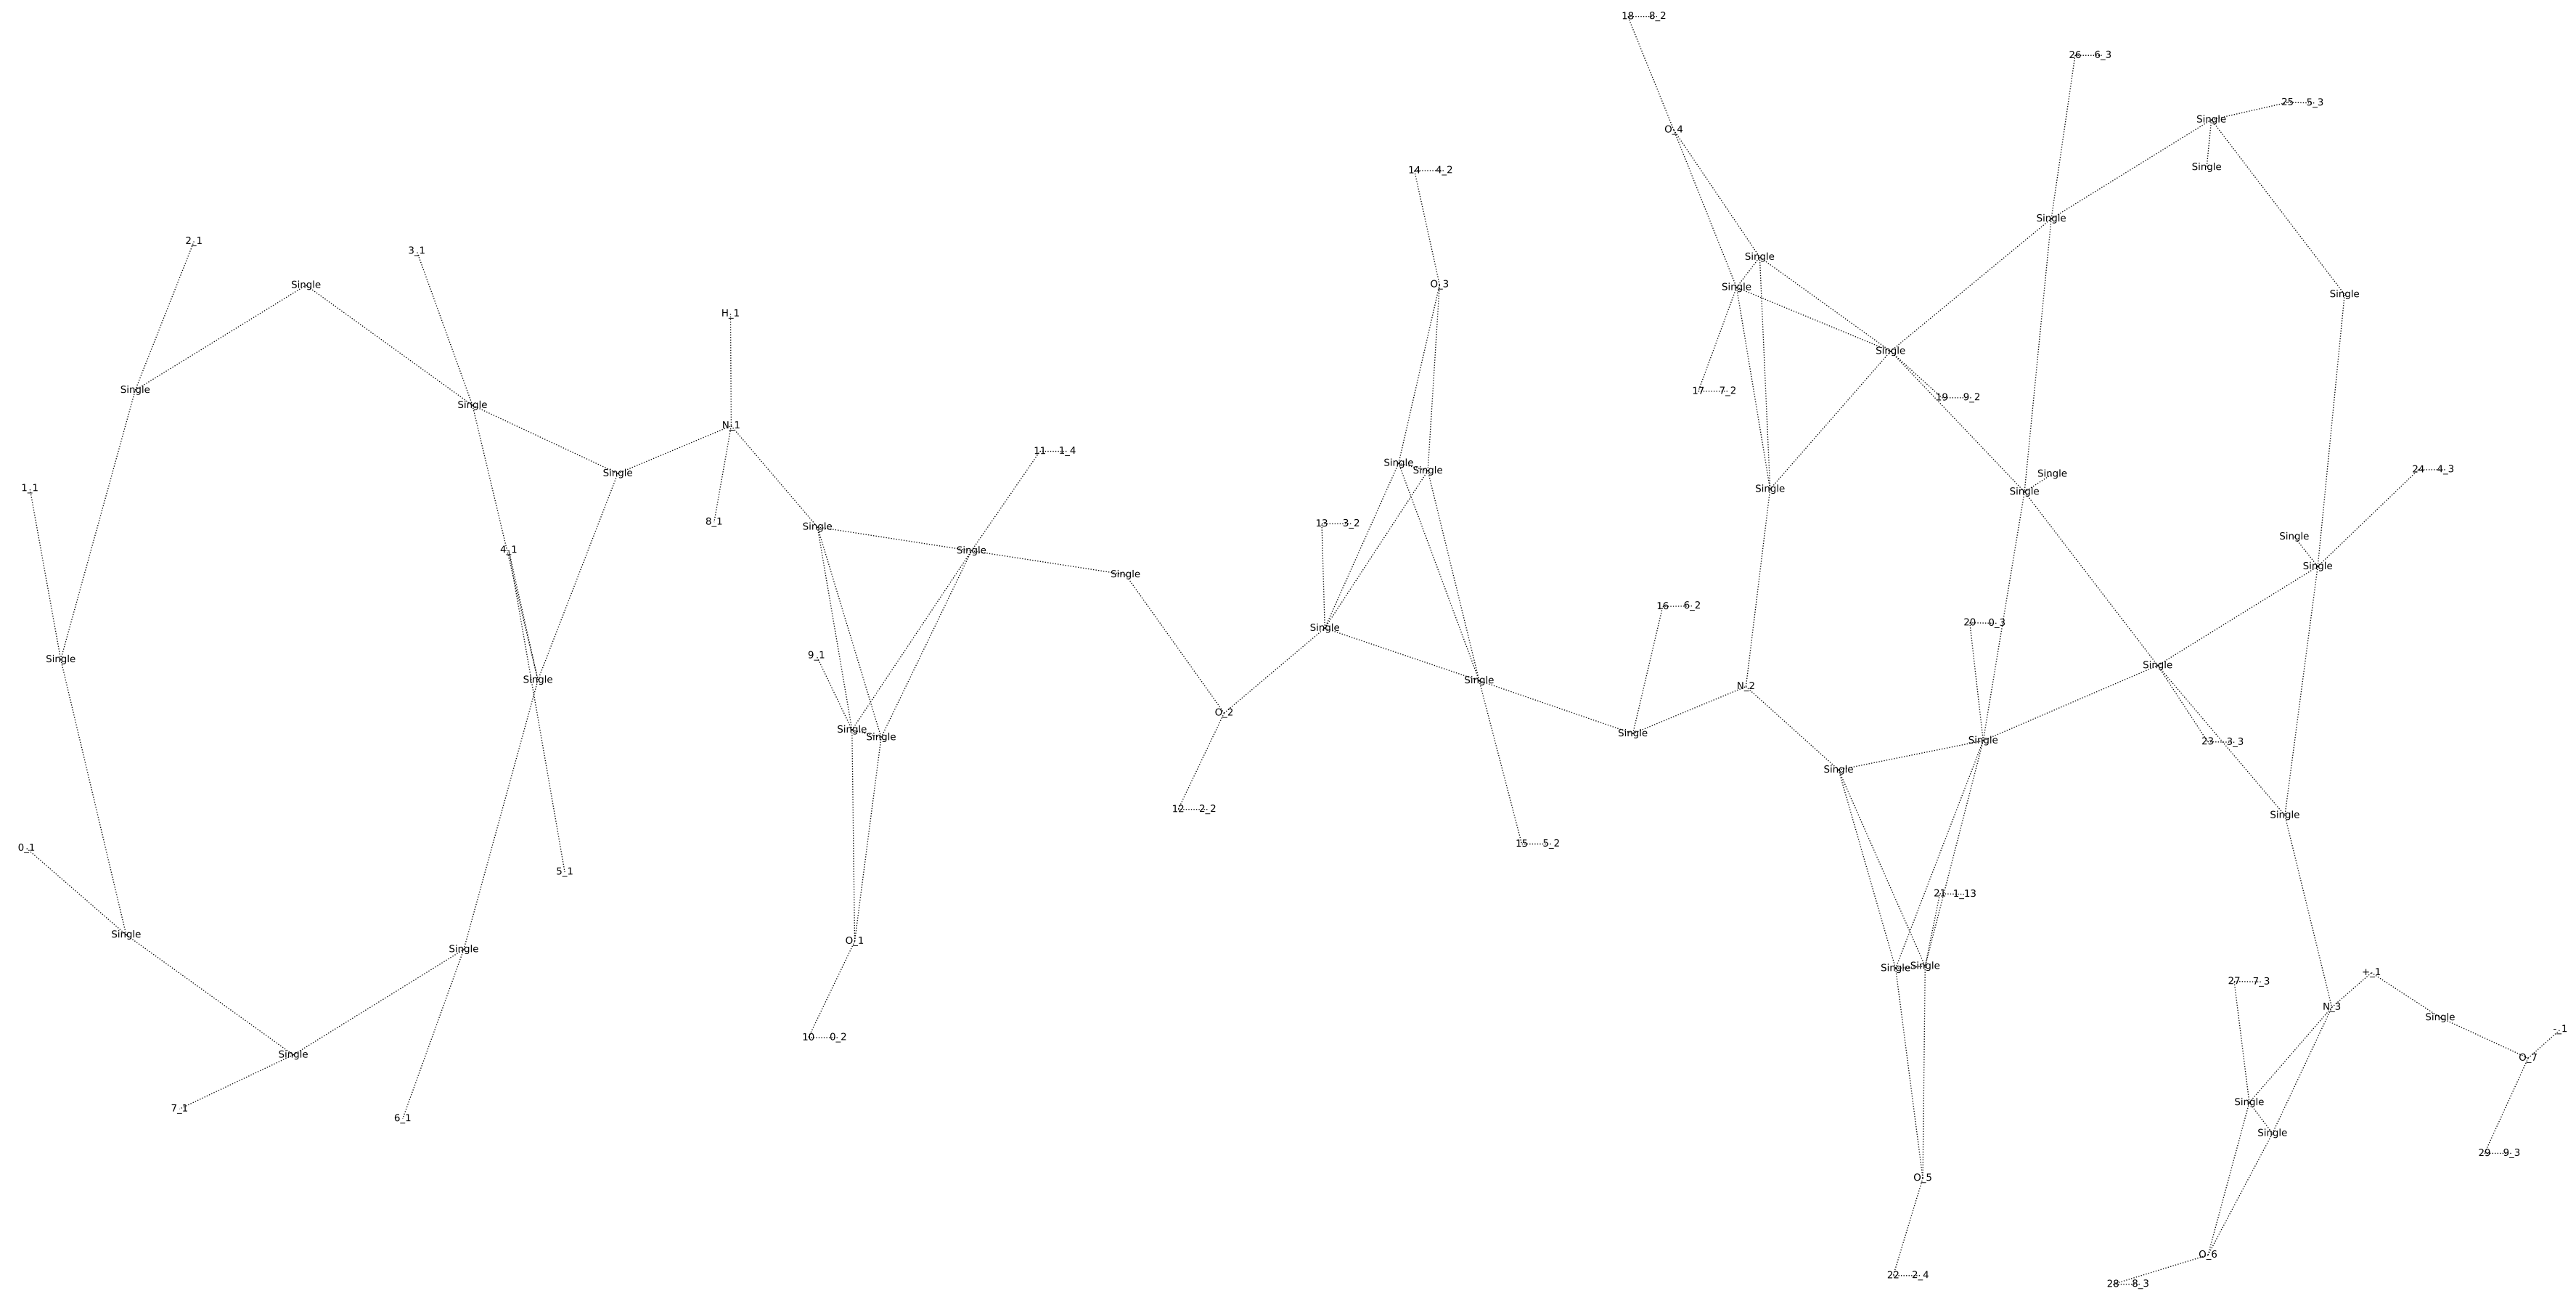 18 8_2
26 6_3
25 5_3
Single
O_4
Single
14 4_2
Single
2_1
3_1
Single
Single
O_3
Single
Single
H_1
Single
Single
17 7_2
19 9_2
Single
N_1
11 1_4
Single
Single
24 4_3
Single
Single
1_1
Single
Single
8_1
13 3_2
Single
Single
4_1
Single
Single
Single
16 6_2
20 0_3
Single
9_1
Single
Single
Single
Single
N_2
O_2
Single
Single
Single
Single
23 3_3
Single
12 2_2
Single
15 5_2
0_1
5_1
21 1_13
Single
O_1
Single
Single Single
+_1
27 7_3
N_3
Single
-_1
10 0_2
Single
O_7
Single
7_1
6_1
Single
29 9_3
O_5
O_6
22 2_4
28 8_3